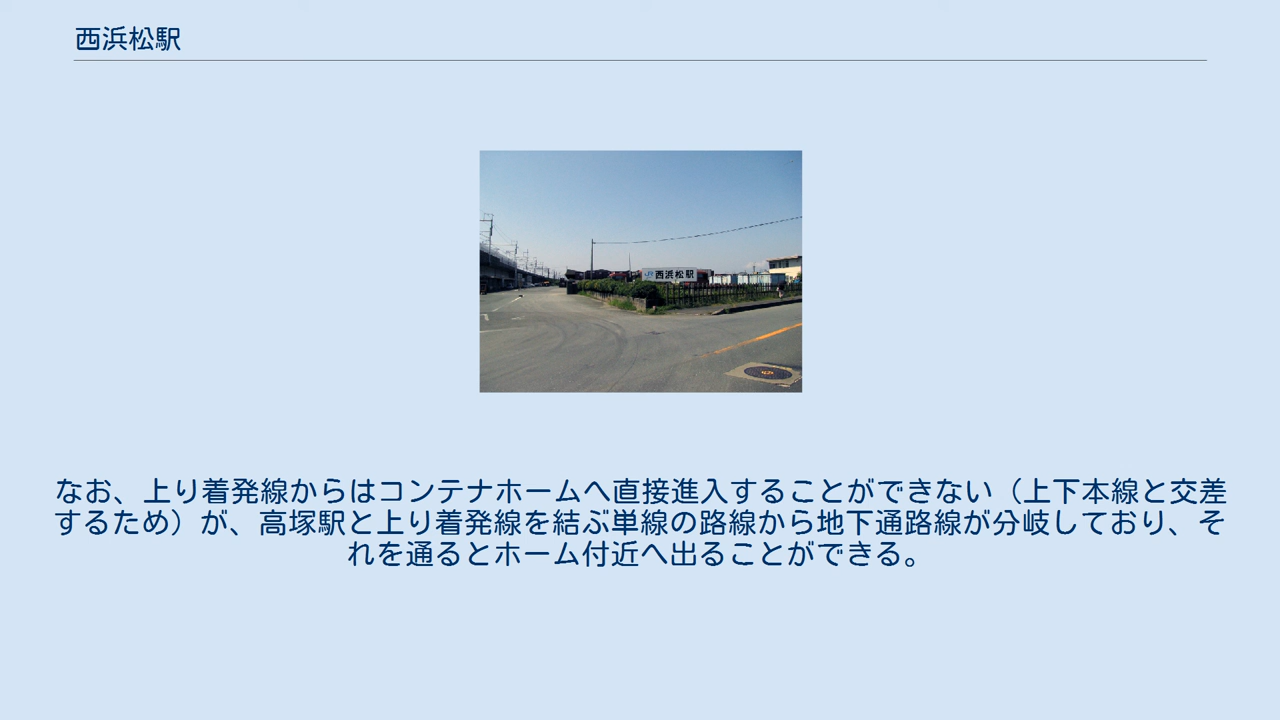 西浜松駅
JR西浜松駅
なお、上り着発線からはコンテナホームへ直接進入することができない（上下本線と交差
するため）が、高塚駅と上り着発線を結ぶ単線の路線から地下通路線が分岐しており、そ
れを通るとホーム付近へ出ることができる。